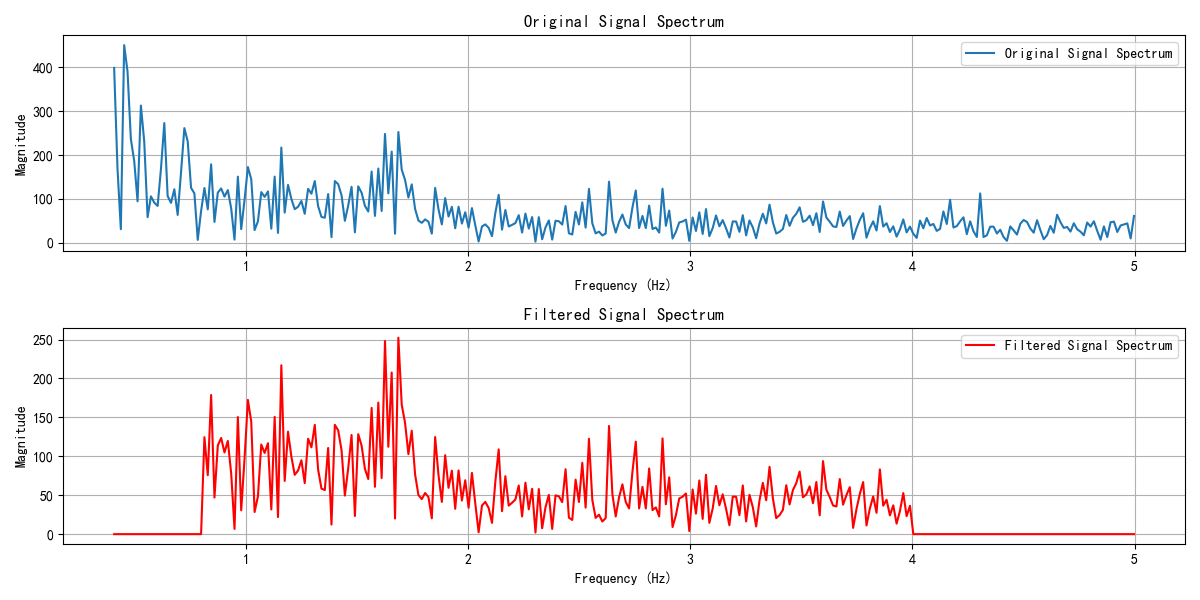 Original Signal Spectrum
Original Signal Spectrum
400
300
200
100
0
Magnitude
1 2 3 4 5
Frequency (Hz)
Filtered Signal Spectrum
Filtered Signal Spectrum
250
200
150
100
50
0
Magnitude
1 2 3 4 5
Frequency (Hz)